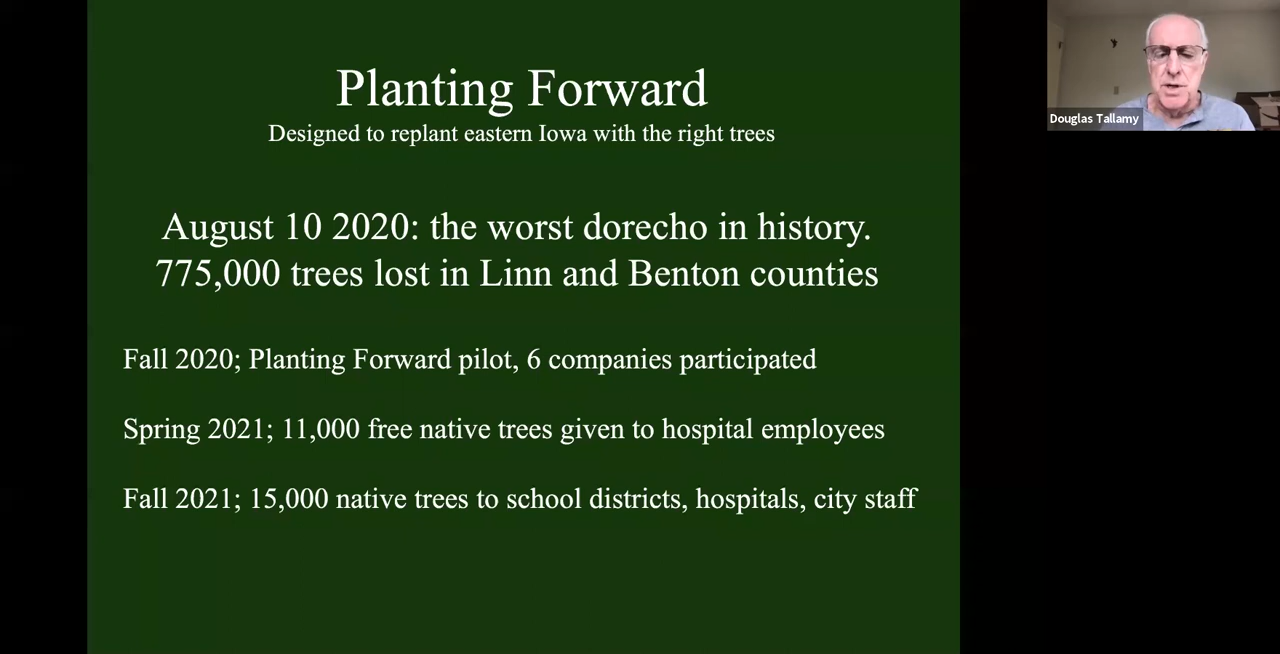 Planting Forward
Designed to replant eastern Iowa with the right trees
August 10 2020: the worst dorecho in history.
775,000 trees lost in Linn and Benton counties
Fall 2020; Planting Forward pilot, 6 companies participated
Spring 2021; 11,000 free native trees given to hospital employees
Fall 2021; 15,000 native trees to school districts, hospitals, city staff
Douglas Tallamy